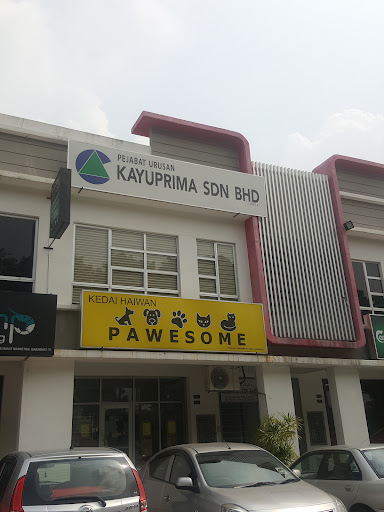 PEJABAT URUSAN
KAYUPRIMA SDN BHD
KEDAI HAIWAN
PAWESOME